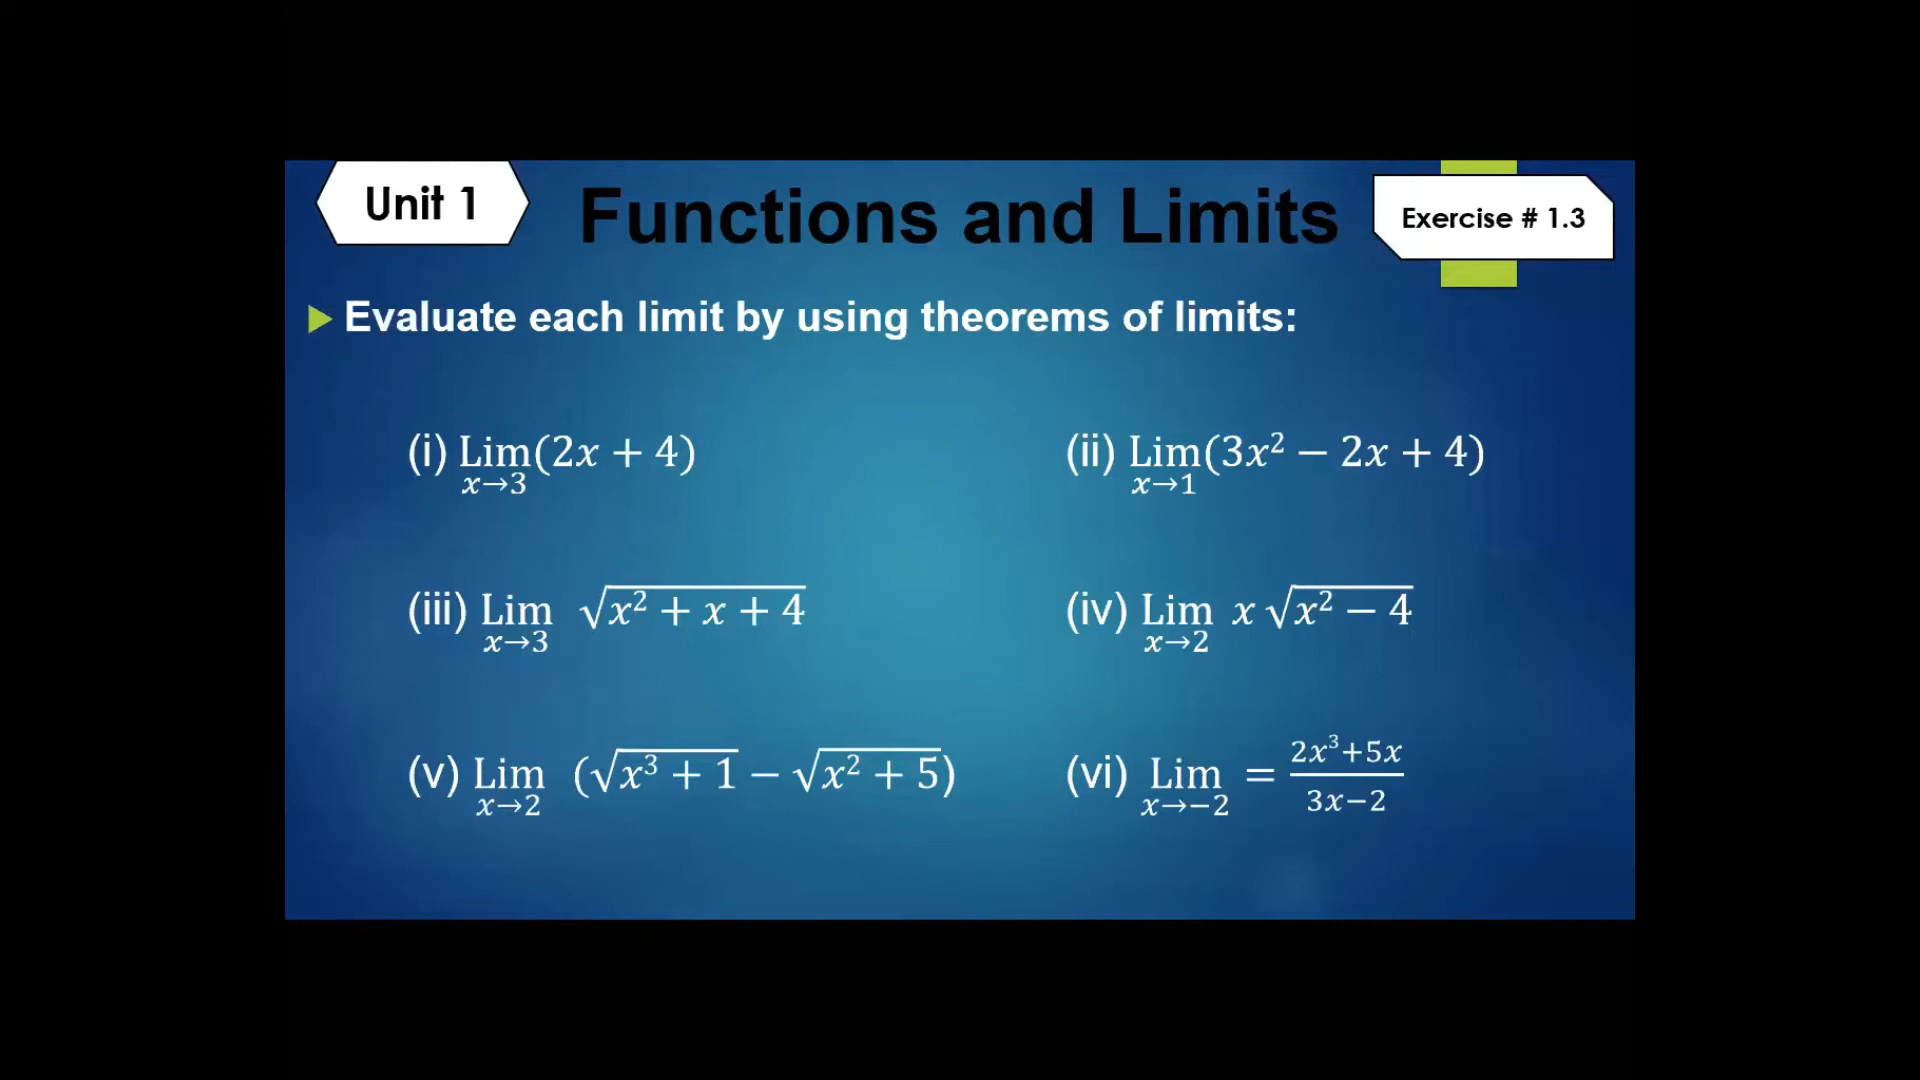 Unit 1
Functions and Limits
Exercise # 1.3
Evaluate each limit by using theorems of limits:
(i) Lim x→3 (2x + 4)
(ii) Lim x→1 (3x² − 2x + 4)
(iii) Lim x→3 √(x² + x + 4)
(iv) Lim x→2 x √(x² − 4)
(v) Lim x→2 (√(x³ + 1) − √(x² + 5))
(vi) Lim x→−2 = (2x³+5x)/(3x−2)